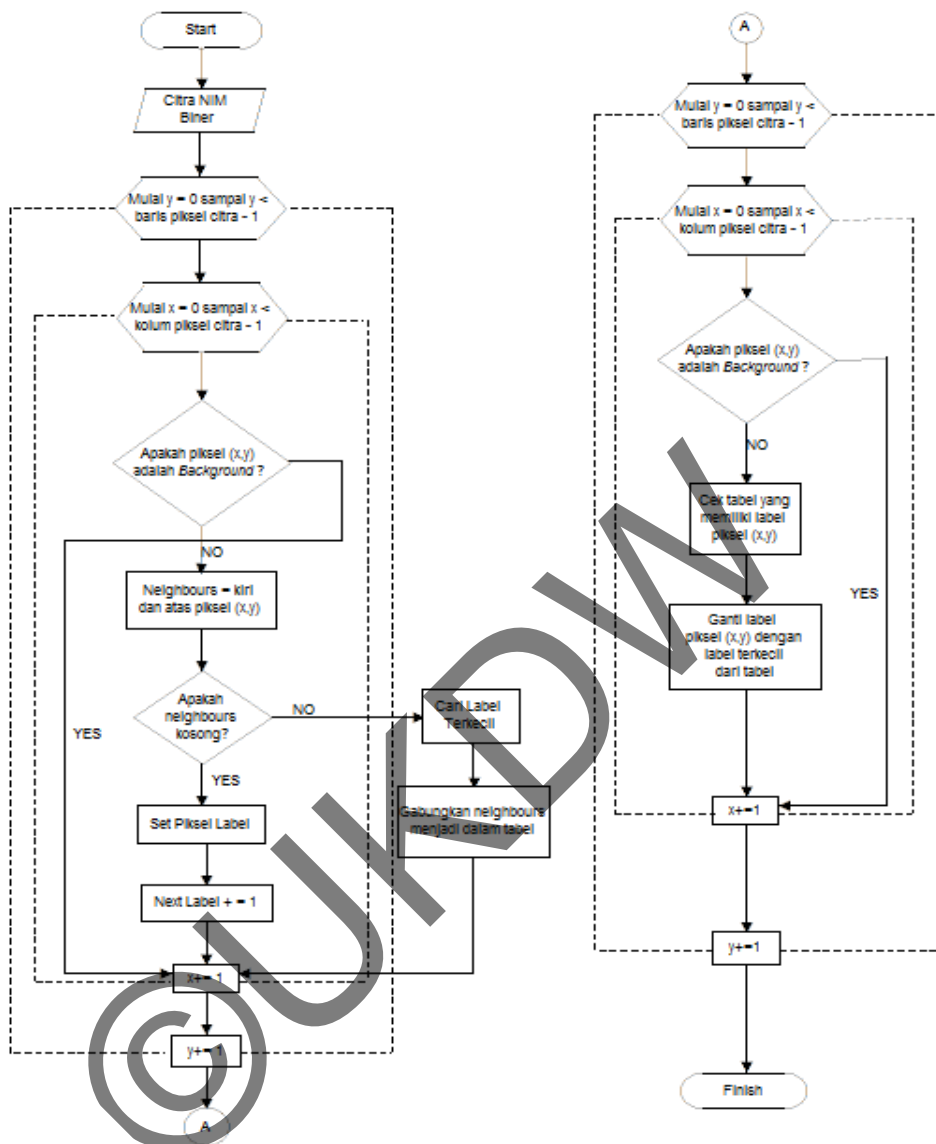 Start
Citra NIM
Biner
Mulai y = 0 sampai y <
baris piksel citra - 1
Mulai x = 0 sampai x <
kolum piksel citra - 1
Apakah piksel (x,y)
adalah Background ?
NO
Neighbours = kiri
dan atas piksel (x,y)
Apakah
neighbours
kosong?
NO
YES
YES
Cari Label
Terkecil
Set Piksel Label
Gabungkan neighbours
menjadi dalam tabel
Next Label + = 1
x+= 1
y+= 1
A
A
Mulai y = 0 sampai y <
baris piksel citra - 1
Mulai x = 0 sampai x <
kolum piksel citra - 1
Apakah piksel (x,y)
adalah Background ?
NO
Cek tabel yang
memiliki label
piksel (x,y)
YES
Ganti label
piksel (x,y) dengan
label terkecil
dari tabel
x+=1
y+=1
Finish
©UKDW